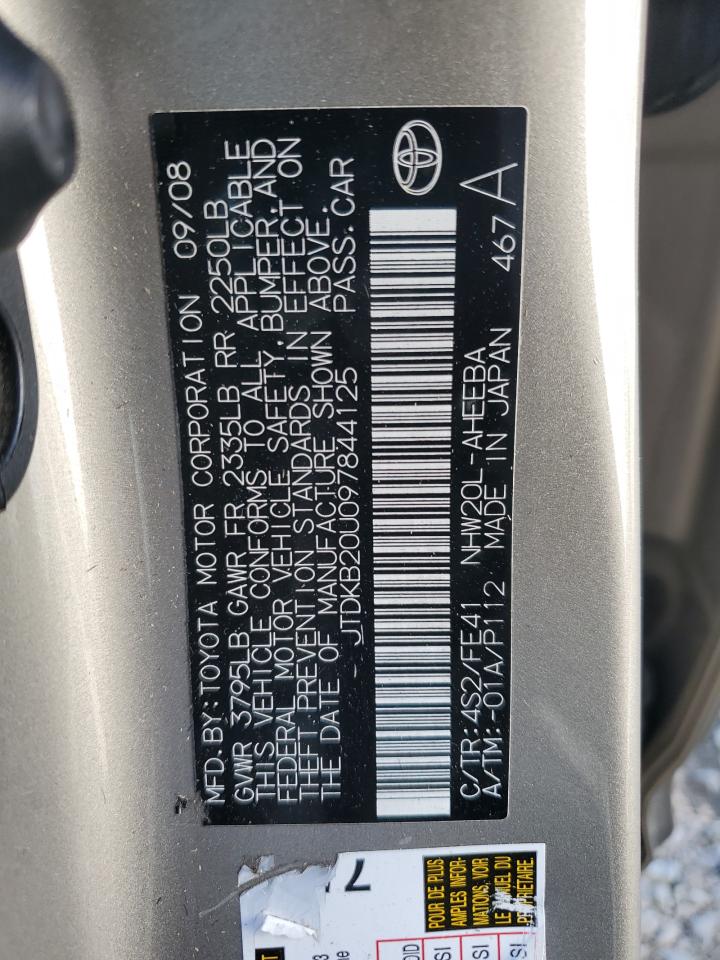 MFD. BY: TOYOTA MOTOR CORPORATION 09/08
GVWR 3795LB GAWR FR 2335LB RR 2250LB
THIS VEHICLE CONFORMS TO ALL APPLICABLE
FEDERAL MOTOR VEHICLE SAFETY, BUMPER, AND
THEFT PREVENTION STANDARDS IN EFFECT ON
THE DATE OF MANUFACTURE SHOWN ABOVE.
JTDKB20U097844125 PASS. CAR
C/TR: 4S2/FE41 NHW20L-AHEEBA
A/TM: -01A/P112 MADE IN JAPAN 467 A
POUR DE PLUS
AMPLES INFOR-
MATIONS, VOIR
LE MANUEL DU
PROPRIÉTAIRE.
SI
SI
SI